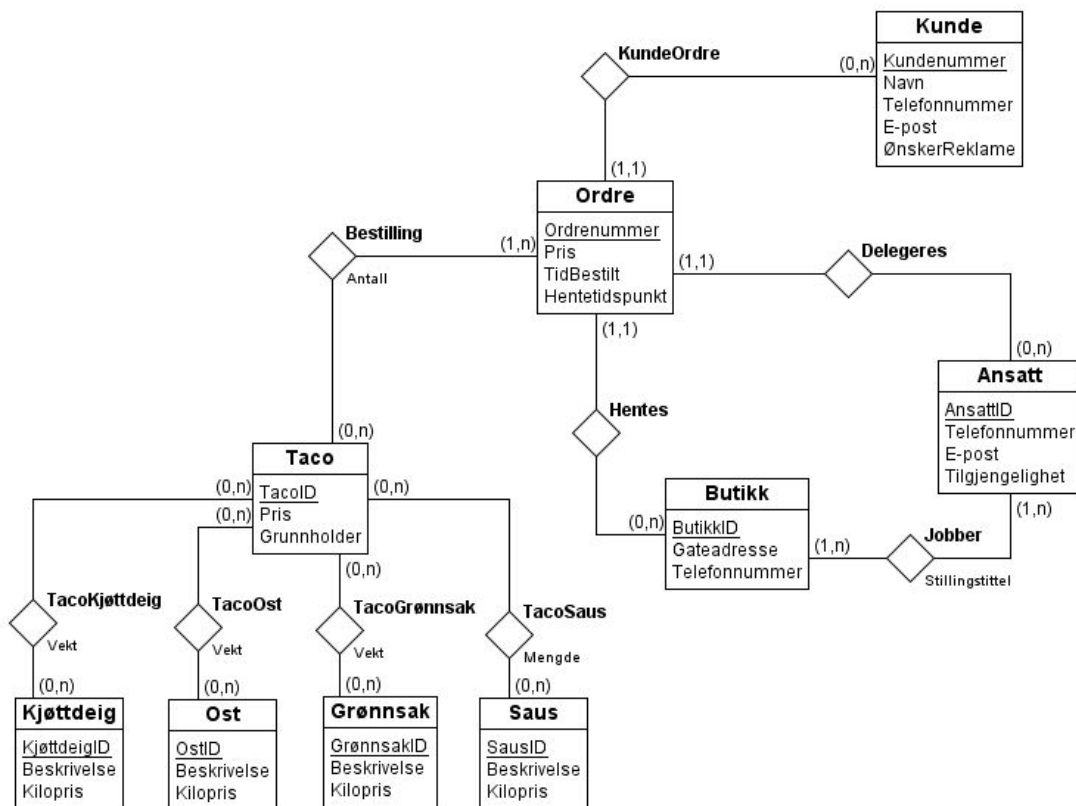 Kunde
Kundenummer
Navn
Telefonnummer
E-post
ØnskerReklame
KundeOrdre
(0,n)
(1,1)
Ordre
Ordrenummer
Pris
TidBestilt
Hentetidspunkt
Bestilling
Antall
(1,n)
(1,1)
Delegeres
(1,1)
(0,n)
Ansatt
AnsattID
Telefonnummer
E-post
Tilgjengelighet
Hentes
(0,n)
Taco
TacoID
Pris
Grunnholder
(0,n)
(0,n)
(0,n)
(0,n)
Butikk
ButikkID
Gateadresse
Telefonnummer
(0,n)
(1,n)
(1,n)
Jobber
Stillingstittel
TacoKjøttdeig
Vekt
TacoOst
Vekt
TacoGrønnsak
Vekt
TacoSaus
Mengde
(0,n)
(0,n)
(0,n)
(0,n)
Kjøttdeig
KjøttdeigID
Beskrivelse
Kilopris
Ost
OstID
Beskrivelse
Kilopris
Grønnsak
GrønnsakID
Beskrivelse
Kilopris
Saus
SausID
Beskrivelse
Kilopris